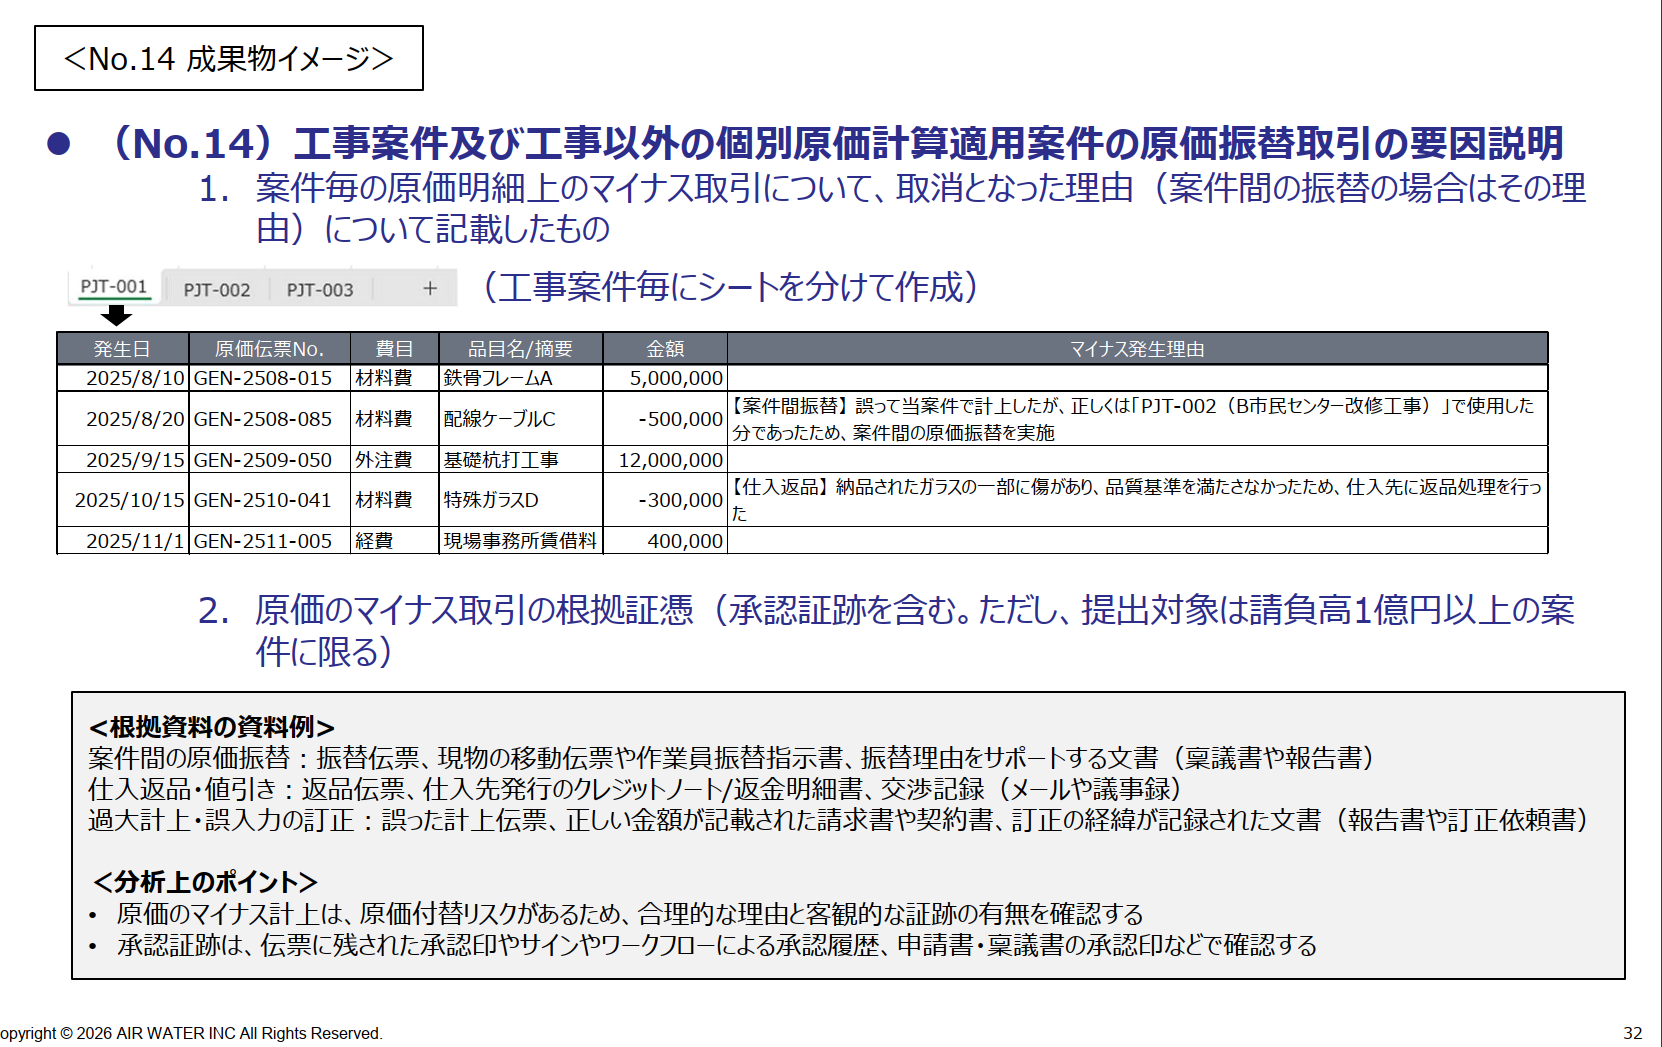 ＜No.14 成果物イメージ＞
● （No.14）工事案件及び工事以外の個別原価計算適用案件の原価振替取引の要因説明
1. 案件毎の原価明細上のマイナス取引について、取消となった理由（案件間の振替の場合はその理
由）について記載したもの
PJT-001 PJT-002 PJT-003 + （工事案件毎にシートを分けて作成）
発生日 原価伝票No. 費目 品目名/摘要 金額 マイナス発生理由
2025/8/10 GEN-2508-015 材料費 鉄骨フレームA 5,000,000
2025/8/20 GEN-2508-085 材料費 配線ケーブルC -500,000 【案件間振替】誤って当案件で計上したが、正しくは「PJT-002（B市民センター改修工事）」で使用した
分であったため、案件間の原価振替を実施
2025/9/15 GEN-2509-050 外注費 基礎杭打工事 12,000,000
2025/10/15 GEN-2510-041 材料費 特殊ガラスD -300,000 【仕入返品】納品されたガラスの一部に傷があり、品質基準を満たさなかったため、仕入先に返品処理を行っ
た
2025/11/1 GEN-2511-005 経費 現場事務所賃借料 400,000
2. 原価のマイナス取引の根拠証憑（承認証跡を含む。ただし、提出対象は請負高1億円以上の案
件に限る）
<根拠資料の資料例>
案件間の原価振替：振替伝票、現物の移動伝票や作業員振替指示書、振替理由をサポートする文書（稟議書や報告書）
仕入返品・値引き：返品伝票、仕入先発行のクレジットノート/返金明細書、交渉記録（メールや議事録）
過大計上・誤入力の訂正：誤った計上伝票、正しい金額が記載された請求書や契約書、訂正の経緯が記録された文書（報告書や訂正依頼書）
＜分析上のポイント＞
• 原価のマイナス計上は、原価付替リスクがあるため、合理的な理由と客観的な証跡の有無を確認する
• 承認証跡は、伝票に残された承認印やサインやワークフローによる承認履歴、申請書・稟議書の承認印などで確認する
opyright © 2026 AIR WATER INC All Rights Reserved.
32